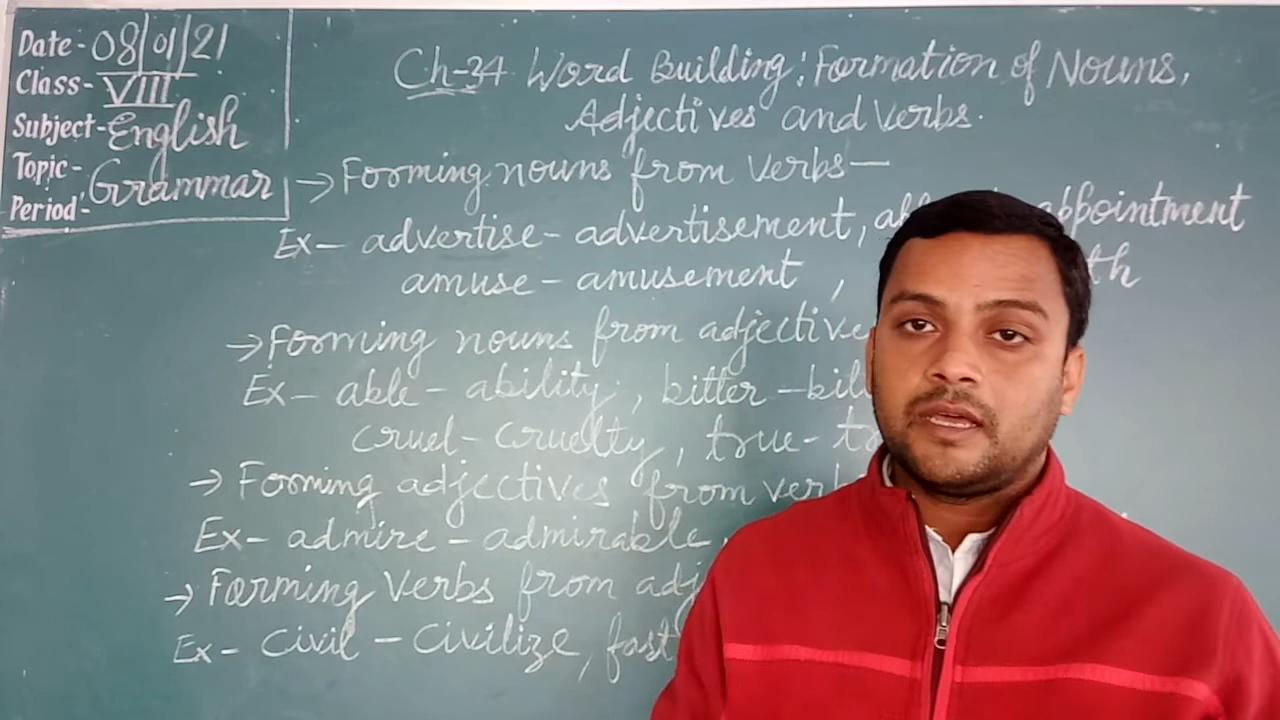 Date - 08/01/21
Class - VIII
Subject - English
Topic - Grammar
Period -
Ch-34 Word Building: Formation of Nouns,
Adjectives and Verbs.
→ Forming nouns from verbs —
Ex — advertise - advertisement, appointment
amuse - amusement ,
→ Forming nouns from adjective
Ex — able - ability, bitter -
cruel - cruelty, true -
→ Forming adjectives from verb
Ex - admire - admirable
→ Forming Verbs from
Ex - Civil - Civilize, fast